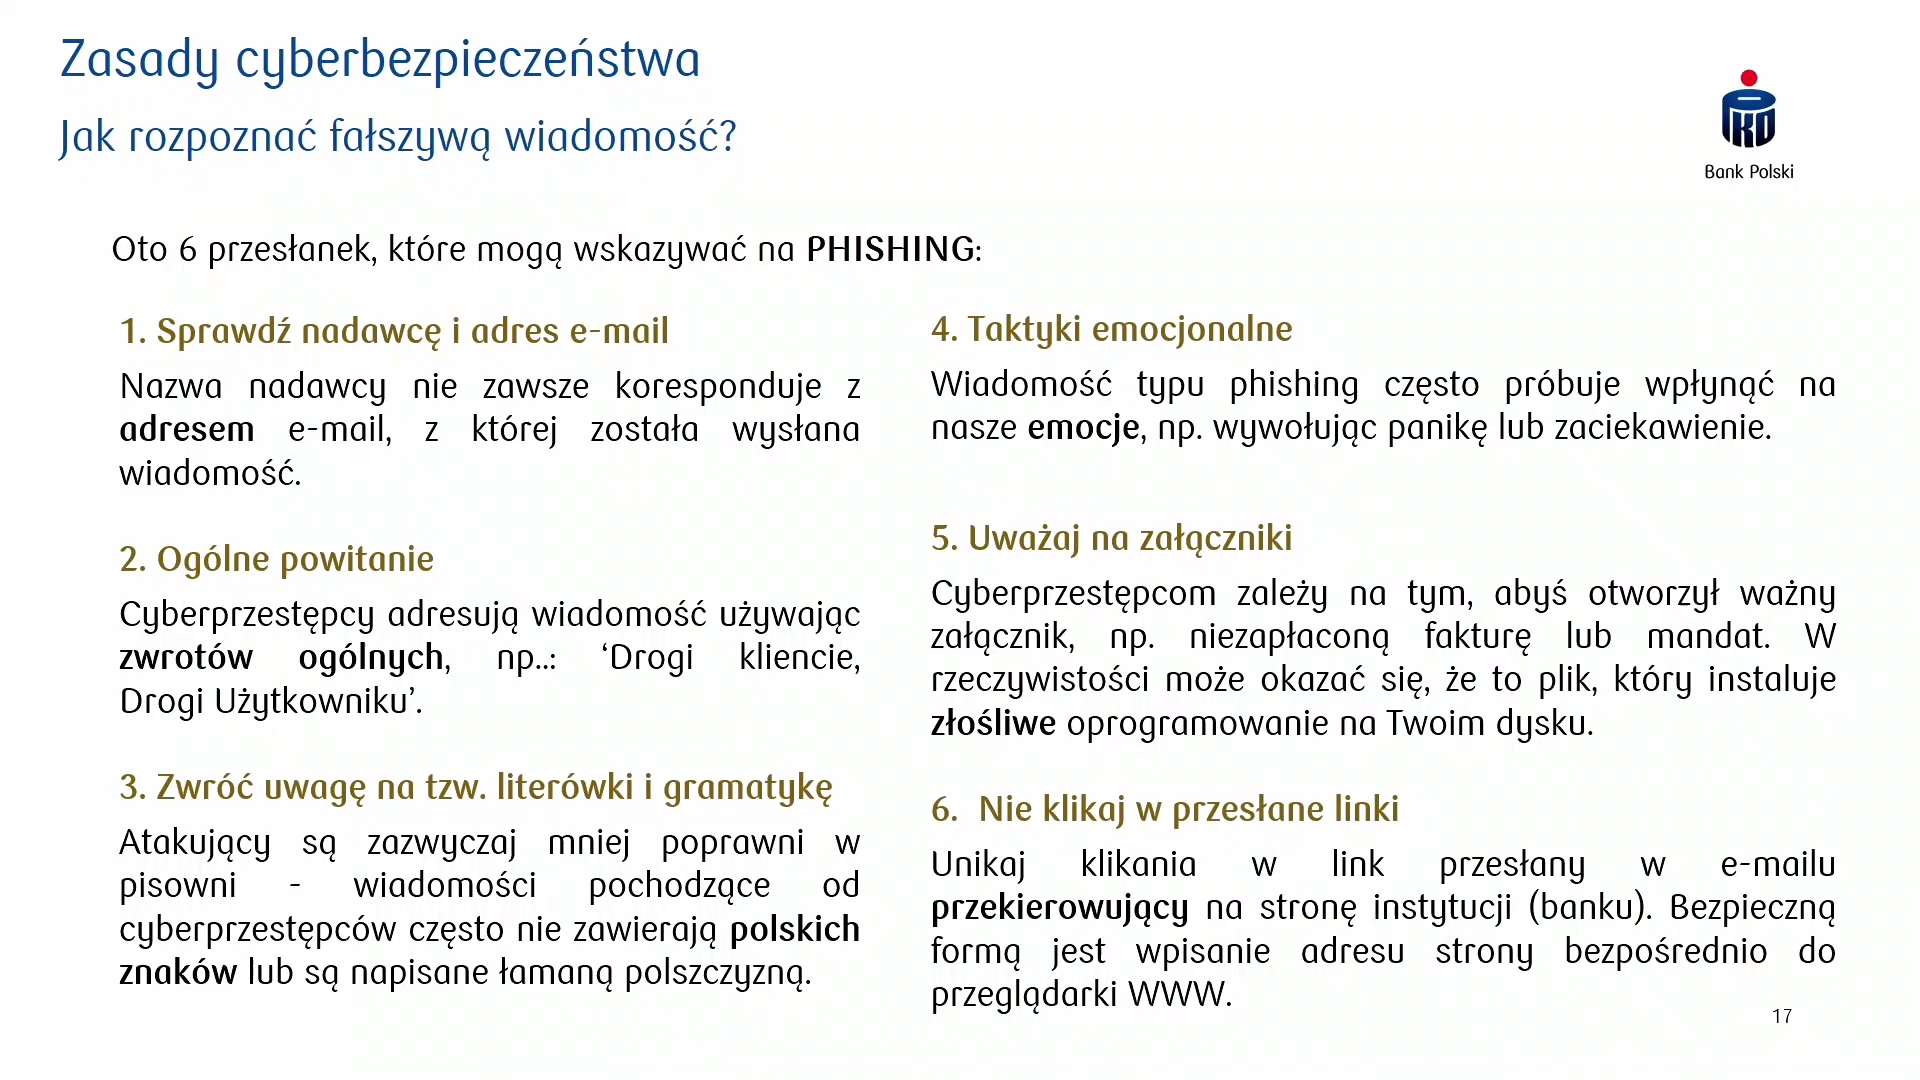 Zasady cyberbezpieczeństwa
Jak rozpoznać fałszywą wiadomość?
PKO
Bank Polski
Oto 6 przesłanek, które mogą wskazywać na PHISHING:
1. Sprawdź nadawcę i adres e-mail
Nazwa nadawcy nie zawsze koresponduje z
adresem e-mail, z której została wysłana
wiadomość.
2. Ogólne powitanie
Cyberprzestępcy adresują wiadomość używając
zwrotów ogólnych, np..: ‘Drogi kliencie,
Drogi Użytkowniku’.
3. Zwróć uwagę na tzw. literówki i gramatykę
Atakujący są zazwyczaj mniej poprawni w
pisowni - wiadomości pochodzące od
cyberprzestępców często nie zawierają polskich
znaków lub są napisane łamaną polszczyzną.
4. Taktyki emocjonalne
Wiadomość typu phishing często próbuje wpłynąć na
nasze emocje, np. wywołując panikę lub zaciekawienie.
5. Uważaj na załączniki
Cyberprzestępcom zależy na tym, abyś otworzył ważny
załącznik, np. niezapłaconą fakturę lub mandat. W
rzeczywistości może okazać się, że to plik, który instaluje
złośliwe oprogramowanie na Twoim dysku.
6. Nie klikaj w przesłane linki
Unikaj klikania w link przesłany w e-mailu
przekierowujący na stronę instytucji (banku). Bezpieczną
formą jest wpisanie adresu strony bezpośrednio do
przeglądarki WWW.
17